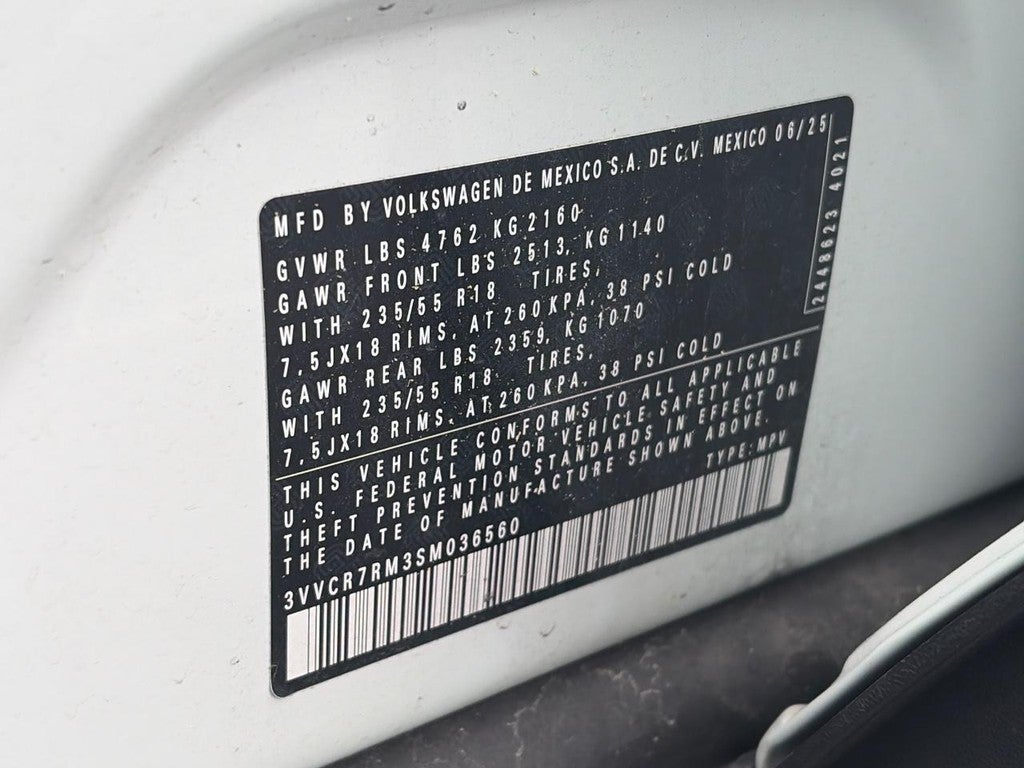 MFD BY VOLKSWAGEN DE MEXICO S.A. DE C.V. MEXICO 06/25
GVWR LBS 4762 KG 2160
GAWR FRONT LBS 2513, KG 1140
WITH 235/55 R18 TIRES,
7,5JX18 RIMS, AT 260 KPA, 38 PSI COLD
GAWR REAR LBS 2359, KG 1070
WITH 235/55 R18 TIRES,
7,5JX18 RIMS, AT 260 KPA, 38 PSI COLD
THIS VEHICLE CONFORMS TO ALL APPLICABLE
U.S. FEDERAL MOTOR VEHICLE SAFETY AND
THEFT PREVENTION STANDARDS IN EFFECT ON
THE DATE OF MANUFACTURE SHOWN ABOVE.
3VVCR7RM3SM036560 TYPE: MPV
2448623 4021